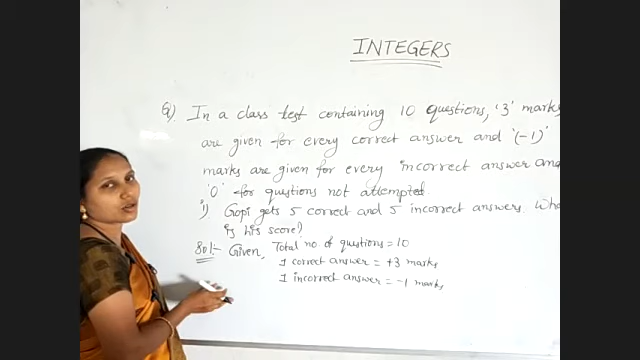 INTEGERS
Q) In a class test containing 10 questions, '3' marks
are given for every correct answer and '(-1)'
marks are given for every incorrect answer and
'0' for questions not attempted.
i) Gopi gets 5 correct and 5 incorrect answers.
is his score?
Sol:- Given, Total no of questions = 10
1 correct answer = +3 marks
1 incorrect answer = -1 marks